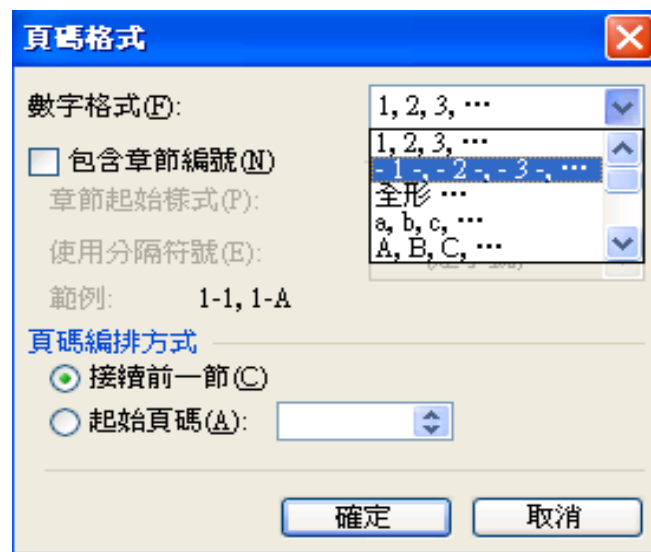 頁碼格式
數字格式(F): 1, 2, 3, …
1, 2, 3, …
- 1 -, - 2 -, - 3 -, …
全形 …
a, b, c, …
A, B, C, …
包含章節編號(N)
章節起始樣式(P):
使用分隔符號(E):
範例: 1-1, 1-A
頁碼編排方式
接續前一節(C)
起始頁碼(A):
確定 取消